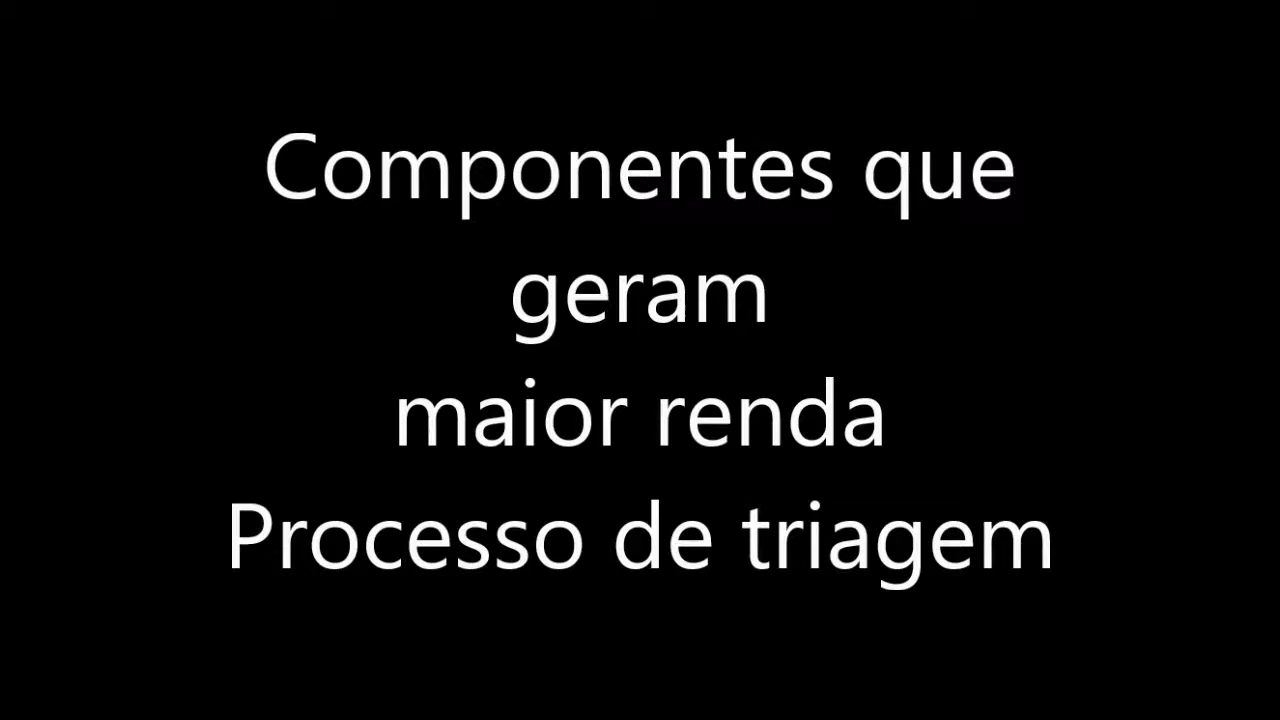 Componentes que
geram
maior renda
Processo de triagem